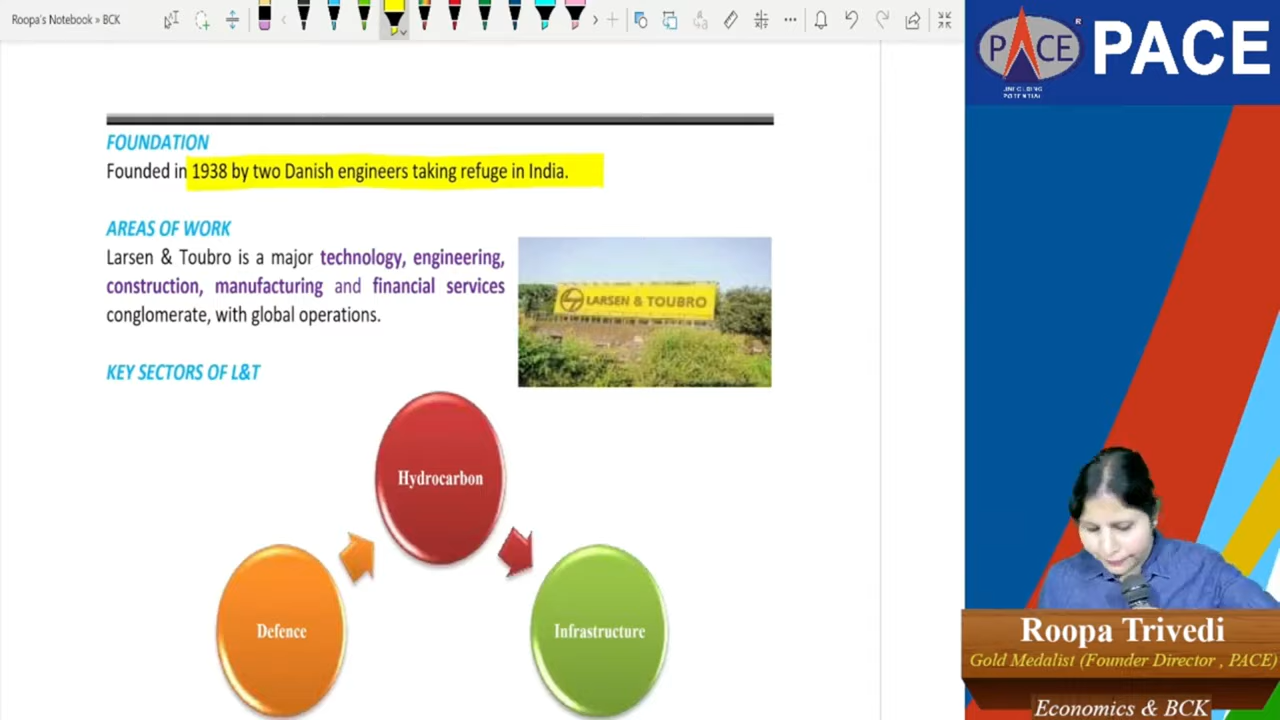 Roopa's Notebook » BCK
PACE
PACE
FOUNDATION
Founded in 1938 by two Danish engineers taking refuge in India.
AREAS OF WORK
Larsen & Toubro is a major technology, engineering,
construction, manufacturing and financial services
conglomerate, with global operations.
LARSEN & TOUBRO
KEY SECTORS OF L&T
Hydrocarbon
Defence
Infrastructure
Roopa Trivedi
Gold Medalist (Founder Director , PACE)
Economics & BCK